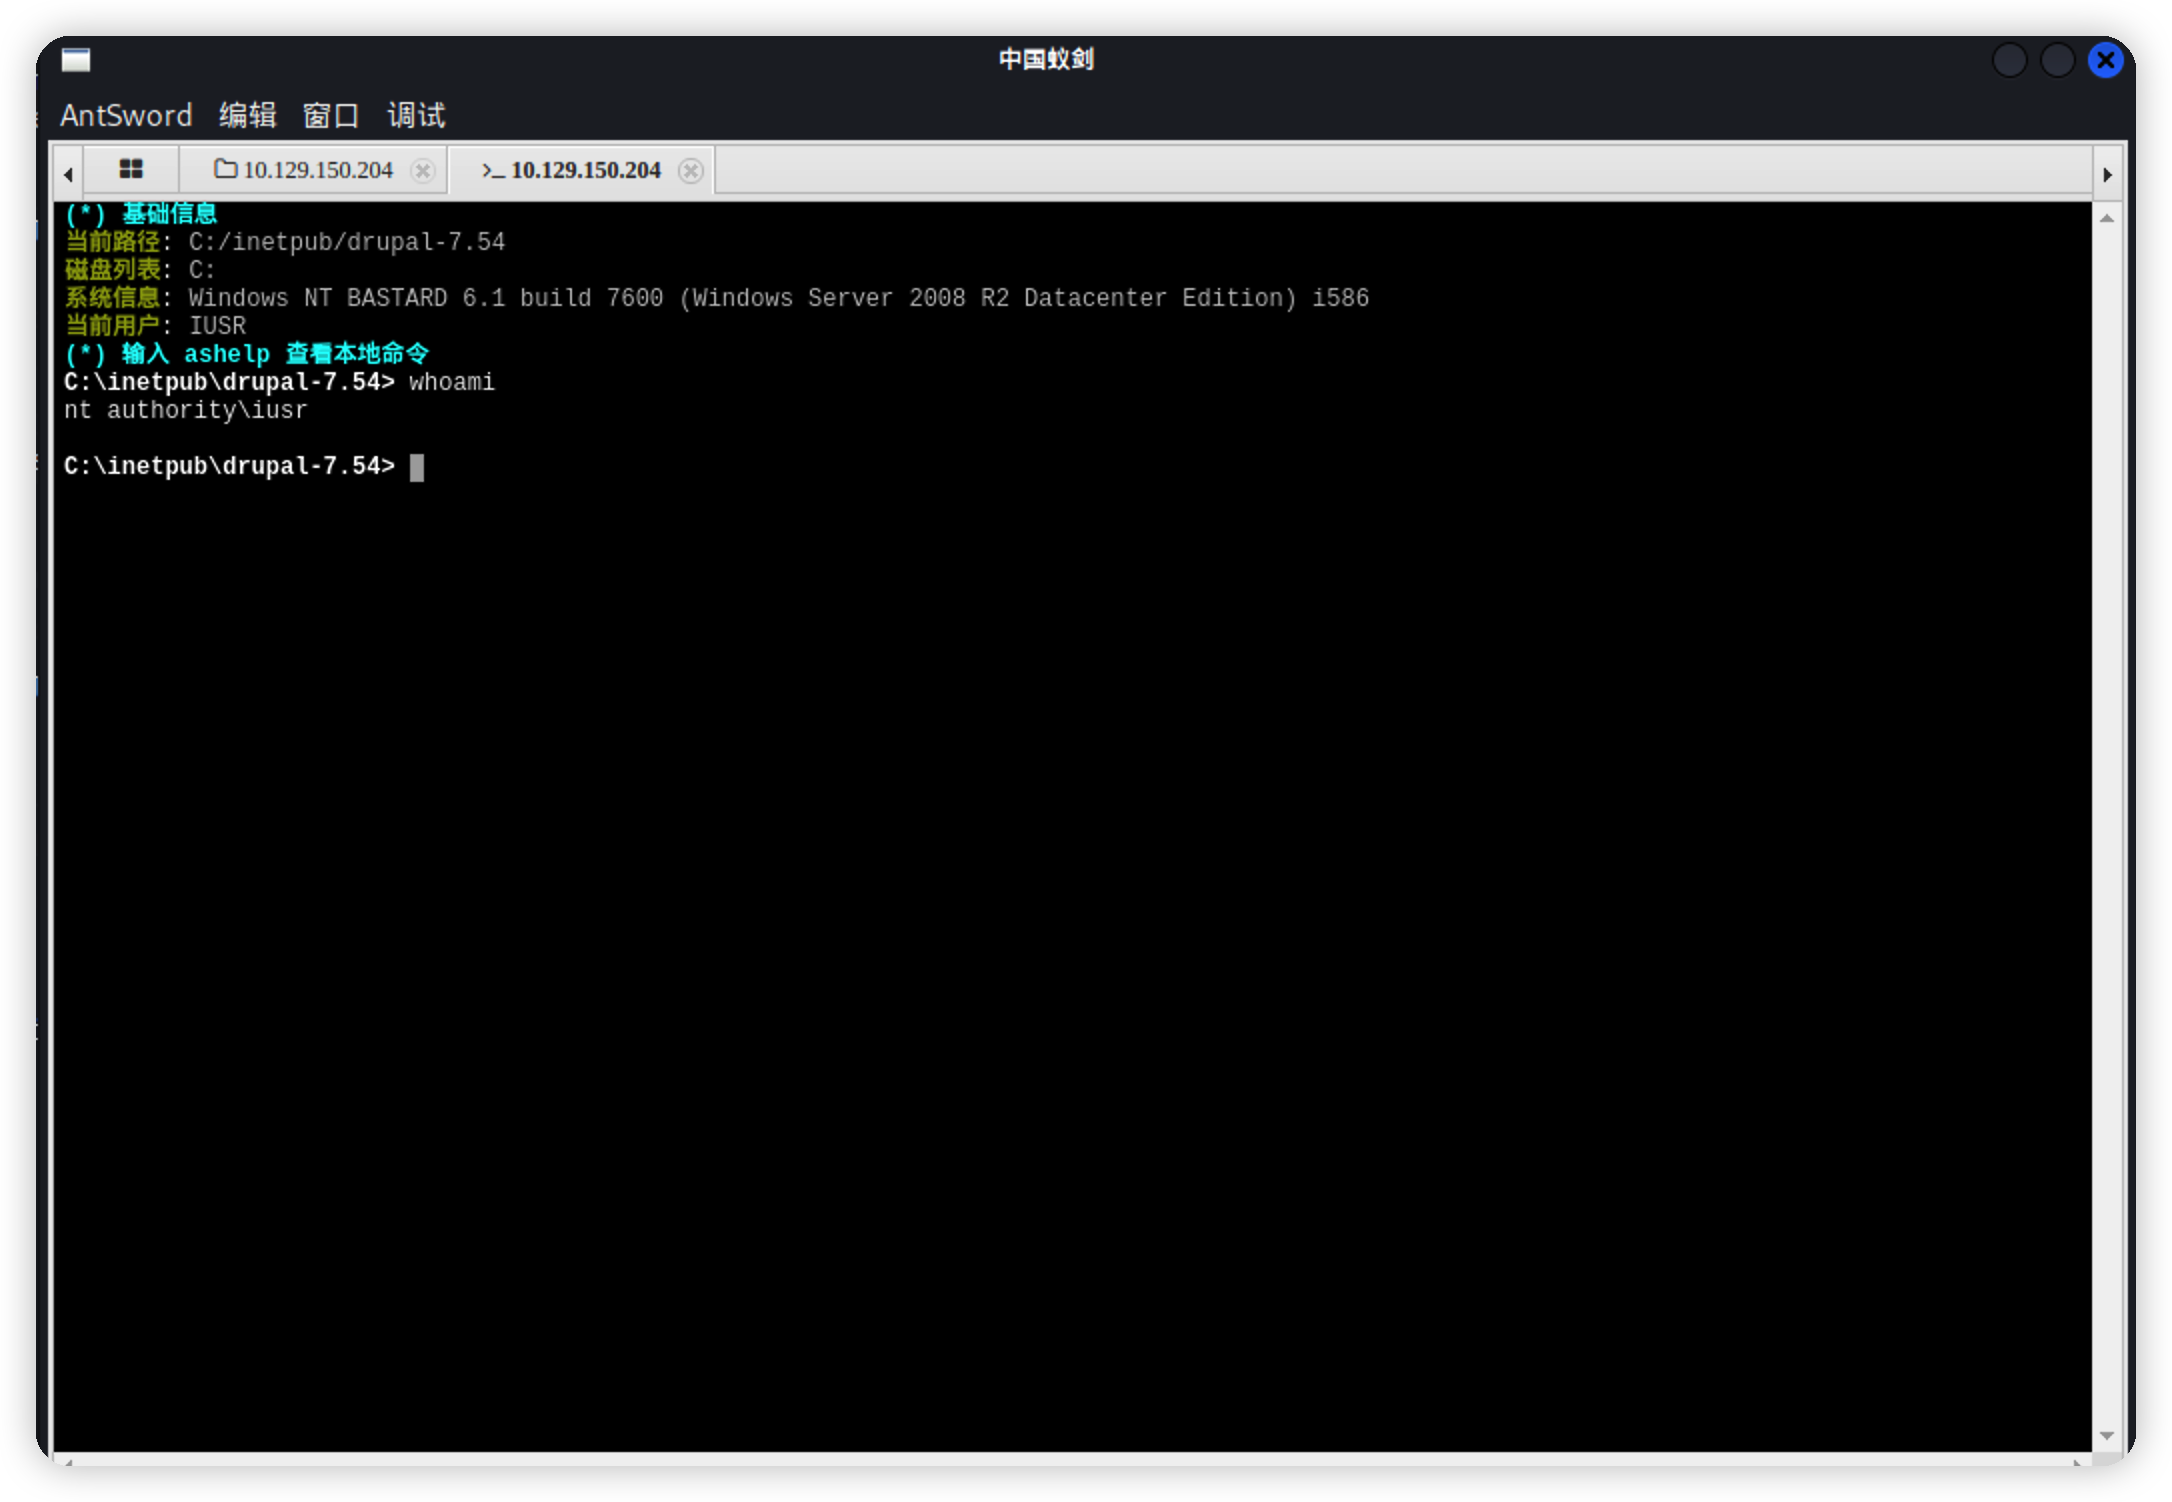 中国蚁剑
AntSword 编辑 窗口 调试
10.129.150.204 >_ 10.129.150.204
(*) 基础信息
当前路径: C:/inetpub/drupal-7.54
磁盘列表: C:
系统信息: Windows NT BASTARD 6.1 build 7600 (Windows Server 2008 R2 Datacenter Edition) i586
当前用户: IUSR
(*) 输入 ashelp 查看本地命令
C:\inetpub\drupal-7.54> whoami
nt authority\iusr
C:\inetpub\drupal-7.54>